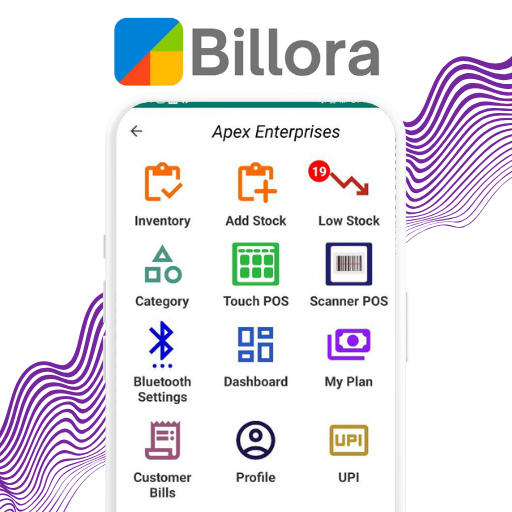 Billora
Apex Enterprises
19
Inventory
Add Stock
Low Stock
Category
Touch POS
Scanner POS
Bluetooth
Settings
Dashboard
My Plan
UPI
Customer
Bills
Profile
UPI